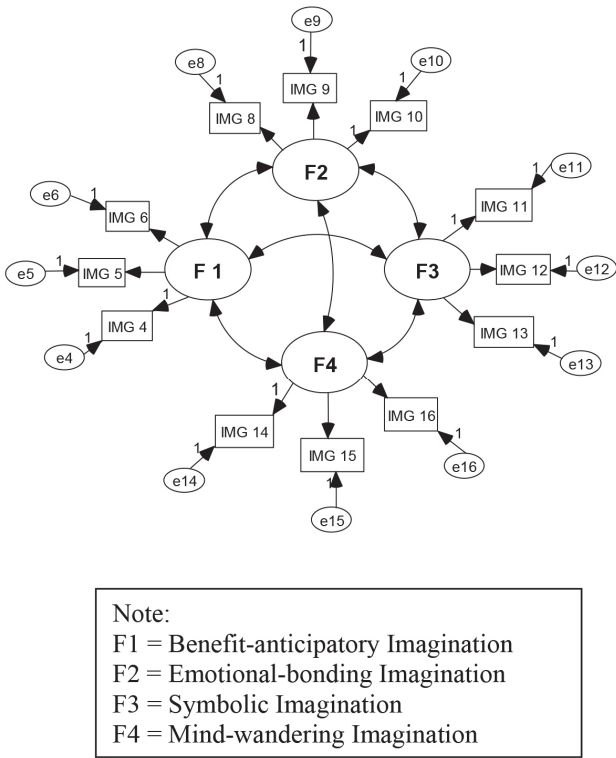 e9
1
e8
1
IMG 9
e10
1
IMG 8
1
IMG 10
F2
e6
1
IMG 6
e11
1
IMG 11
1
e5
1
IMG 5
F 1
F3
IMG 12
1
e12
1
IMG 4
1
e4
IMG 13
1
e13
F4
1
IMG 14
1
e14
IMG 15
1
e15
IMG 16
1
e16
Note:
F1 = Benefit-anticipatory Imagination
F2 = Emotional-bonding Imagination
F3 = Symbolic Imagination
F4 = Mind-wandering Imagination